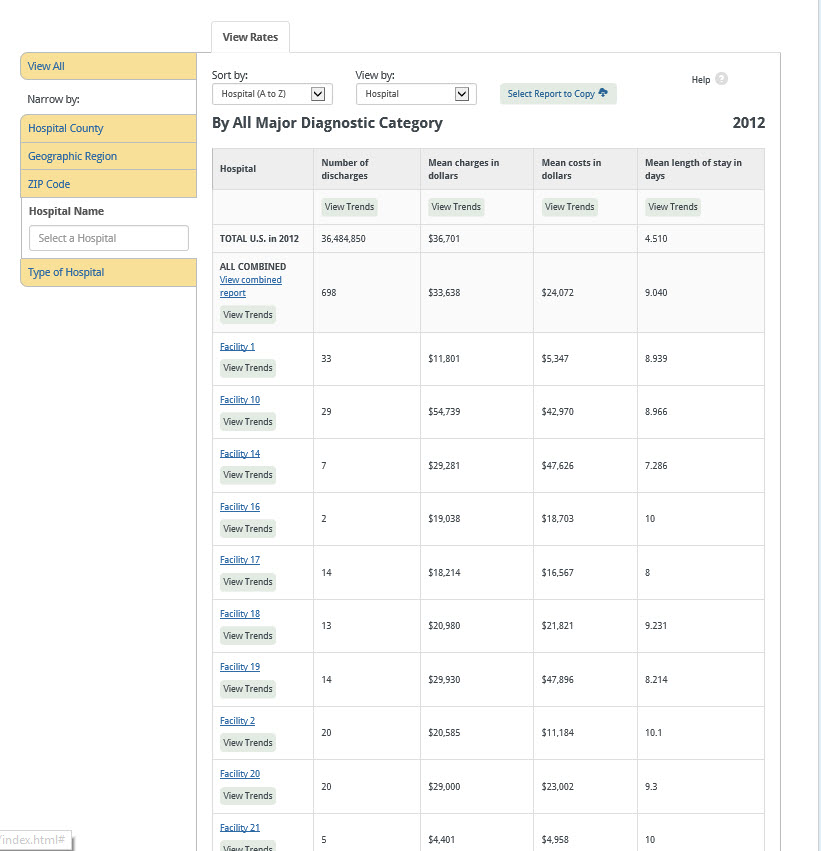 View Rates
View All
Narrow by:
Hospital County
Geographic Region
ZIP Code
Hospital Name
Select a Hospital
Type of Hospital
Sort by:
Hospital (A to Z)
View by:
Hospital
Select Report to Copy
Help ?
By All Major Diagnostic Category 2012
Hospital Number of discharges Mean charges in dollars Mean costs in dollars Mean length of stay in days
View Trends View Trends View Trends View Trends
TOTAL U.S. in 2012 36,484,850 $36,701 4.510
ALL COMBINED
View combined
report
View Trends
698 $33,638 $24,072 9.040
Facility 1
View Trends
33 $11,801 $5,347 8.939
Facility 10
View Trends
29 $54,739 $42,970 8.966
Facility 14
View Trends
7 $29,281 $47,626 7.286
Facility 16
View Trends
2 $19,038 $18,703 10
Facility 17
View Trends
14 $18,214 $16,567 8
Facility 18
View Trends
13 $20,980 $21,821 9.231
Facility 19
View Trends
14 $29,930 $47,896 8.214
Facility 2
View Trends
20 $20,585 $11,184 10.1
Facility 20
View Trends
20 $29,000 $23,002 9.3
Facility 21
View Trends
5 $4,401 $4,958 10
/index.html#